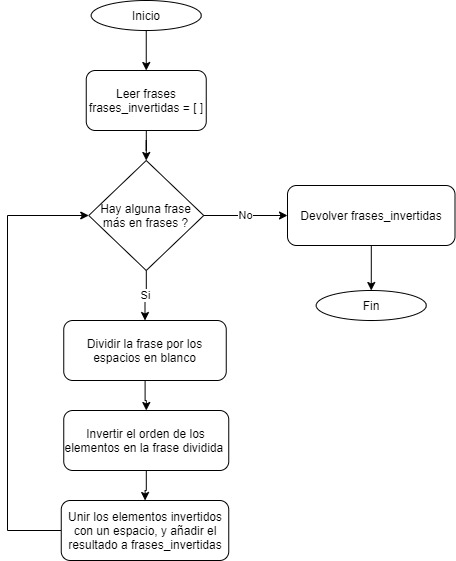 Inicio
Leer frases
frases_invertidas = [ ]
Hay alguna frase
más en frases ?
No
Devolver frases_invertidas
Fin
Si
Dividir la frase por los
espacios en blanco
Invertir el orden de los
elementos en la frase dividida
Unir los elementos invertidos
con un espacio, y añadir el
resultado a frases_invertidas